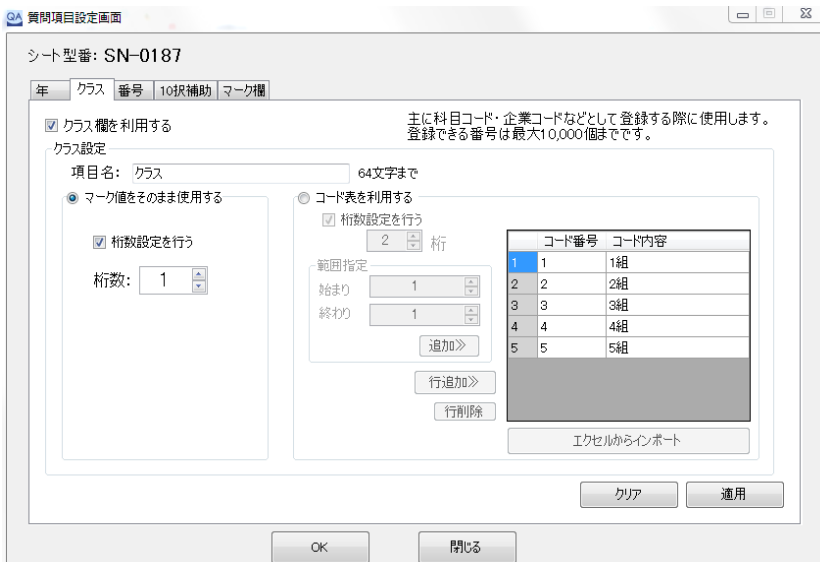 QA 質問項目設定画面
シート型番: SN-0187
年 クラス 番号 10択補助 マーク欄
クラス欄を利用する
主に科目コード・企業コードなどとして登録する際に使用します。
登録できる番号は最大10,000個までです。
クラス設定
項目名: クラス 64文字まで
マーク値をそのまま使用する
桁数設定を行う
桁数: 1
コード表を利用する
桁数設定を行う
2 桁
範囲指定
始まり 1
終わり 1
追加≫
行追加≫
行削除
コード番号 コード内容
1 1 1組
2 2 2組
3 3 3組
4 4 4組
5 5 5組
エクセルからインポート
クリア 適用
OK 閉じる